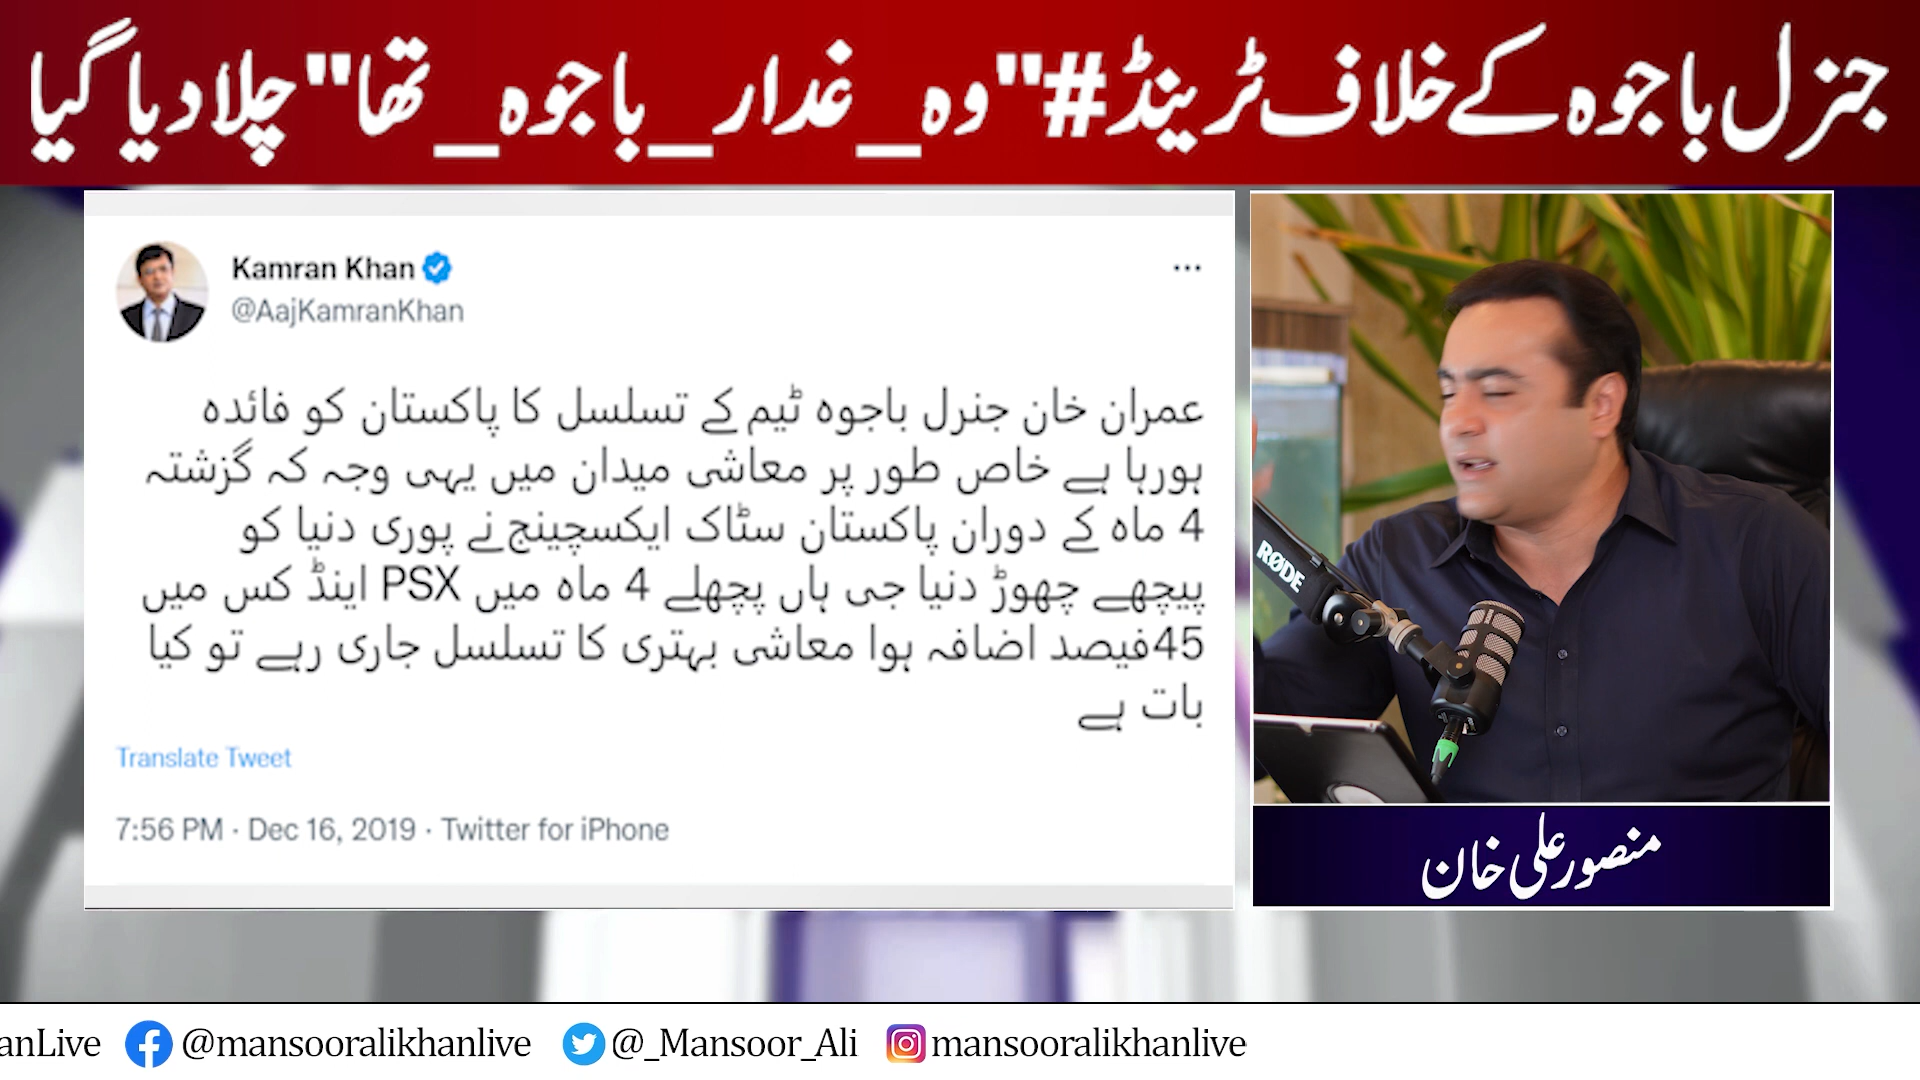 جنرل باجوہ کے خلاف ٹرینڈ #"وہ_غدار_باجوہ_تھا" چلا دیا گیا
Kamran Khan
@AajKamranKhan
عمران خان جنرل باجوہ ٹیم کے تسلسل کا پاکستان کو فائدہ
ہورہا ہے خاص طور پر معاشی میدان میں یہی وجہ کہ گزشتہ
4 ماہ کے دوران پاکستان سٹاک ایکسچینج نے پوری دنیا کو
پیچھے چھوڑ دنیا جی ہاں پچھلے 4 ماہ میں PSX اینڈ کس میں
45فیصد اضافہ ہوا معاشی بہتری کا تسلسل جاری رہے تو کیا
بات ہے
Translate Tweet
7:56 PM · Dec 16, 2019 · Twitter for iPhone
RØDE
منصور علی خان
anLive @mansooralikhanlive @_Mansoor_Ali mansooralikhanlive